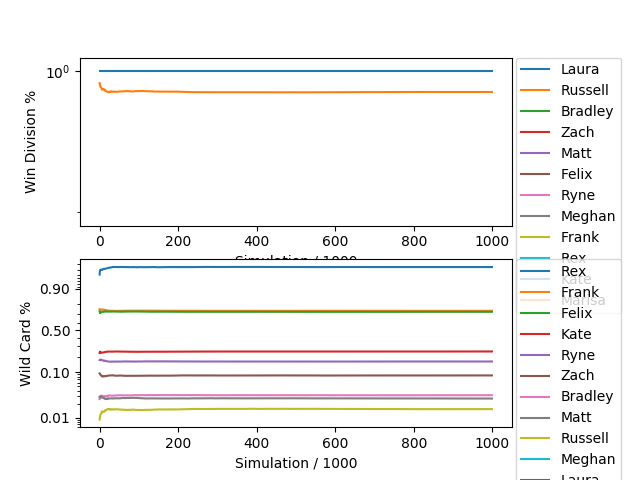 10⁰
Win Division %
0
200
400
600
800
1000
Simulation / 1000
Laura
Russell
Bradley
Zach
Matt
Felix
Ryne
Meghan
Frank
Rex
Kate
Marisa
0.90
0.50
0.10
0.01
Wild Card %
0
200
400
600
800
1000
Simulation / 1000
Rex
Frank
Felix
Kate
Ryne
Zach
Bradley
Matt
Russell
Meghan
Laura